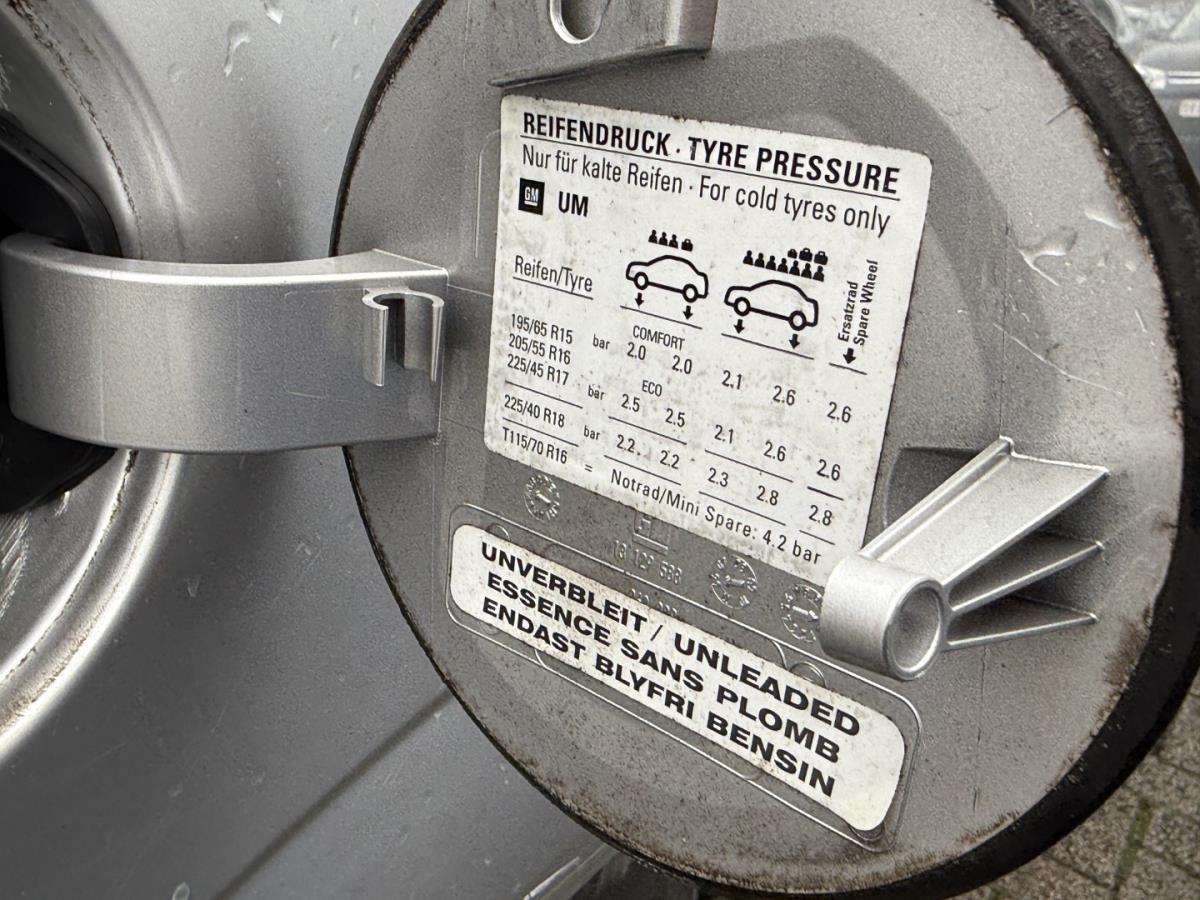 REIFENDRUCK · TYRE PRESSURE
Nur für kalte Reifen · For cold tyres only
GM UM
Reifen/Tyre
Ersatzrad
Spare Wheel
COMFORT
195/65 R15
205/55 R16 bar 2.0 2.0 2.1 2.6 2.6
225/45 R17
ECO
bar 2.5 2.5 2.1 2.6 2.6
225/40 R18 bar 2.2 2.2 2.3 2.8 2.8
T115/70 R16 = Notrad/Mini Spare: 4.2 bar
UNVERBLEIT / UNLEADED
ESSENCE SANS PLOMB
ENDAST BLYFRI BENSIN